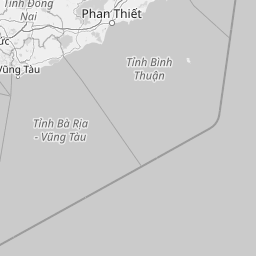 Tỉnh Đồng
Nai
Phan Thiết
ức
Vũng Tàu
Tỉnh Bình
Thuận
Tỉnh Bà Rịa
- Vũng Tàu